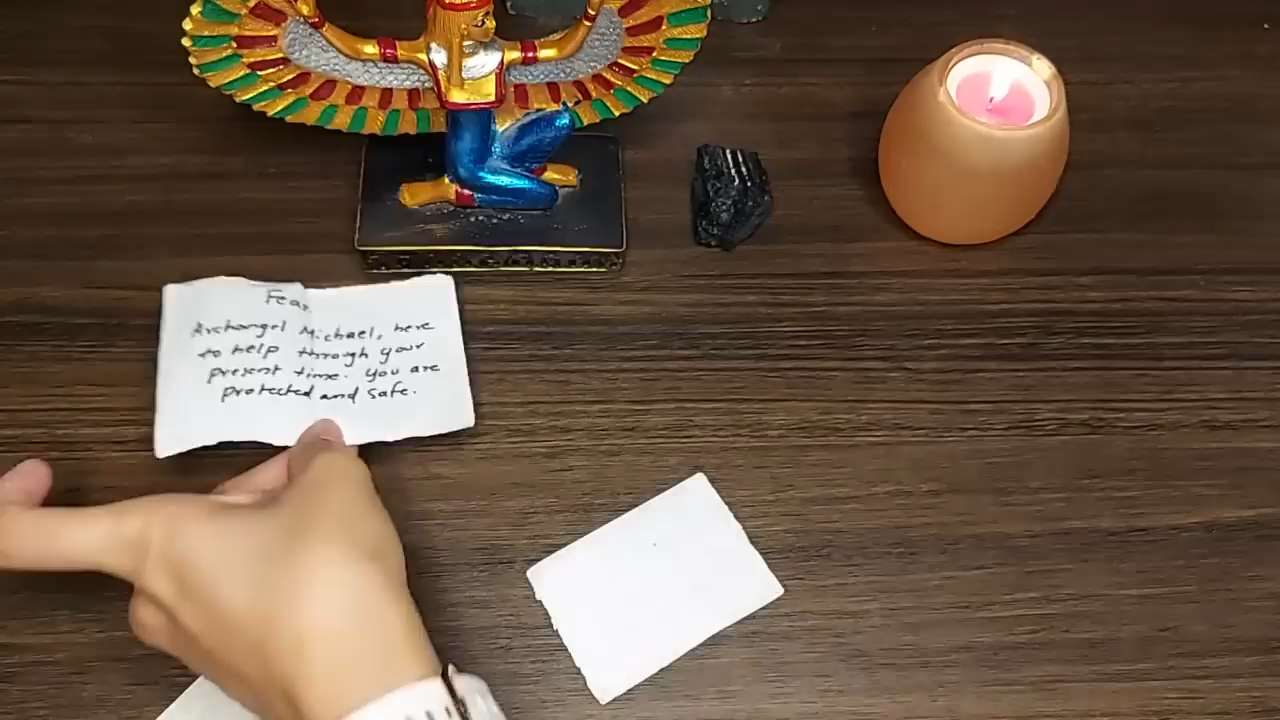 Fear
Archangel Michael, here
to help through your
present time. You are
protected and safe.